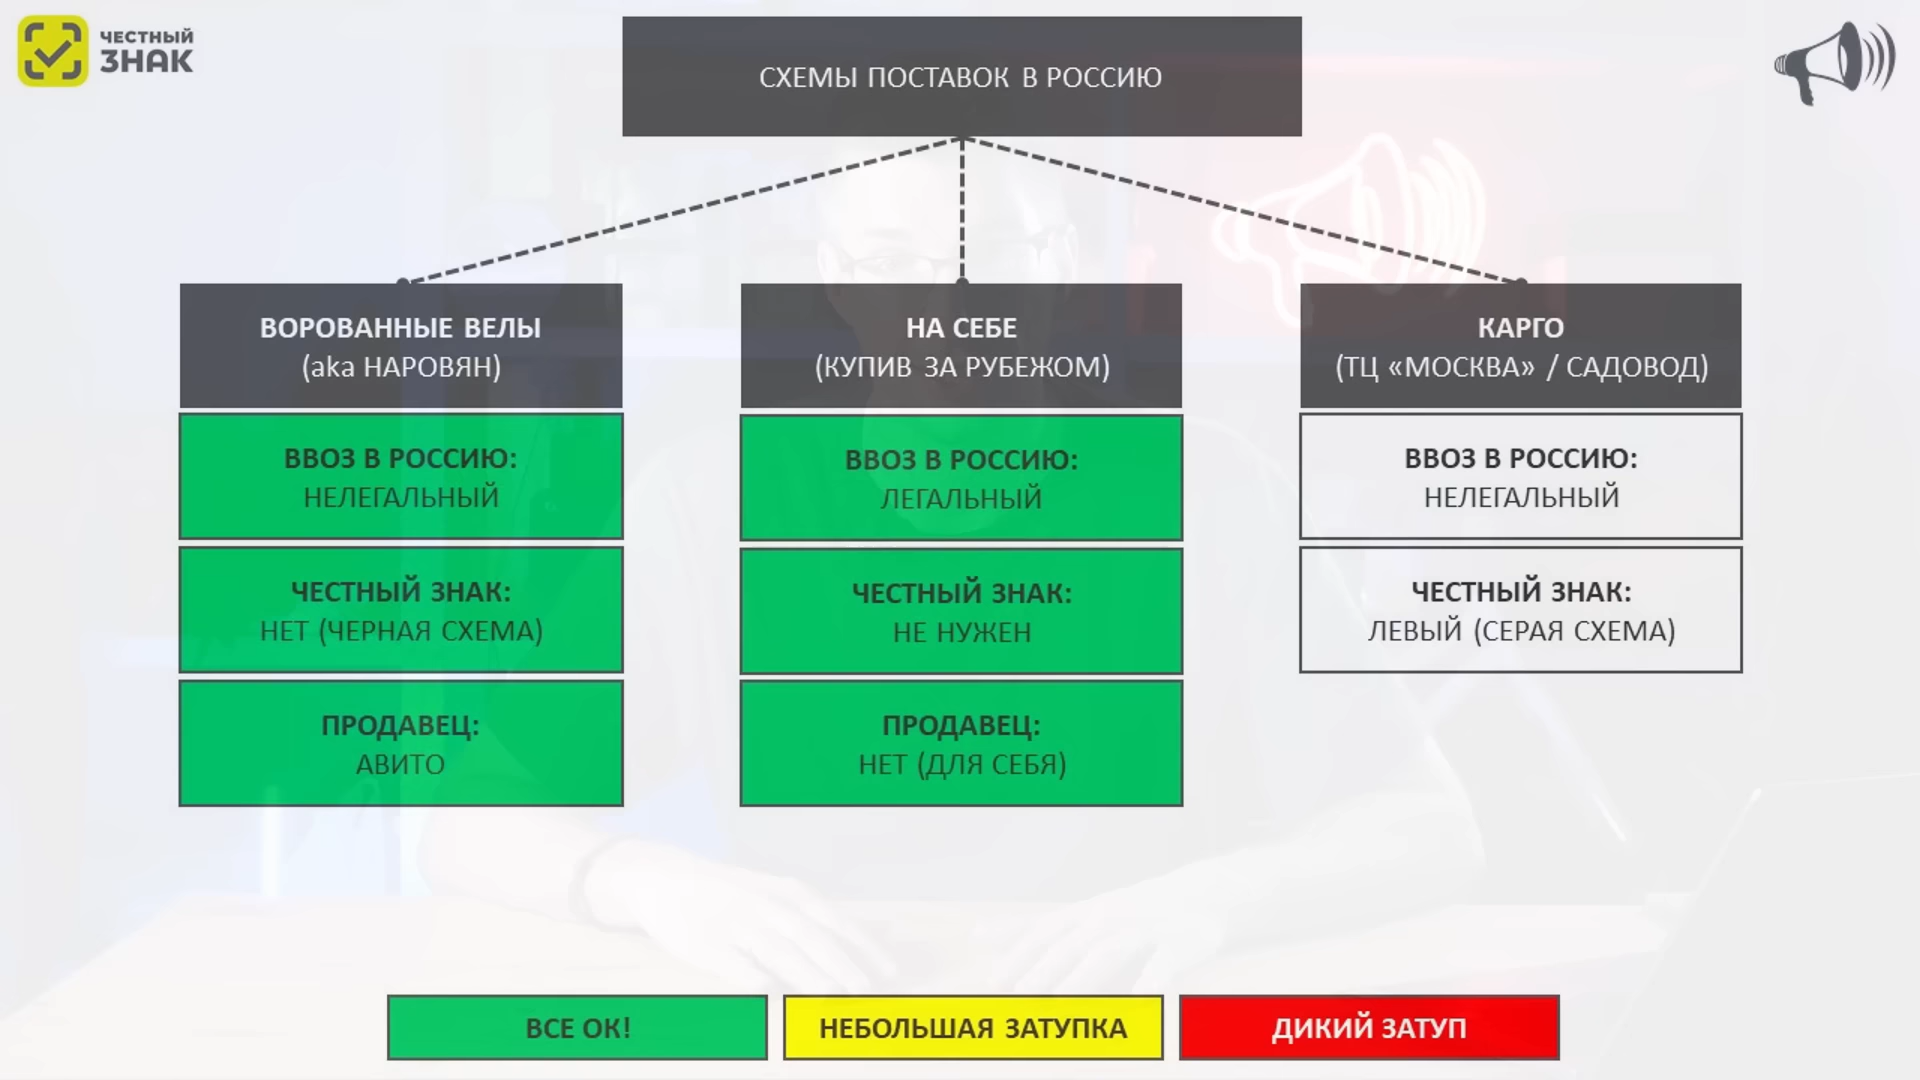 ЧЕСТНЫЙ
ЗНАК
СХЕМЫ ПОСТАВОК В РОССИЮ
ВОРОВАННЫЕ ВЕЛЫ
(aka НАРОВЯН)
ВВОЗ В РОССИЮ:
НЕЛЕГАЛЬНЫЙ
ЧЕСТНЫЙ ЗНАК:
НЕТ (ЧЕРНАЯ СХЕМА)
ПРОДАВЕЦ:
АВИТО
НА СЕБЕ
(КУПИВ ЗА РУБЕЖОМ)
ВВОЗ В РОССИЮ:
ЛЕГАЛЬНЫЙ
ЧЕСТНЫЙ ЗНАК:
НЕ НУЖЕН
ПРОДАВЕЦ:
НЕТ (ДЛЯ СЕБЯ)
КАРГО
(ТЦ «МОСКВА» / САДОВОД)
ВВОЗ В РОССИЮ:
НЕЛЕГАЛЬНЫЙ
ЧЕСТНЫЙ ЗНАК:
ЛЕВЫЙ (СЕРАЯ СХЕМА)
ВСЕ ОК!
НЕБОЛЬШАЯ ЗАТУПКА
ДИКИЙ ЗАТУП